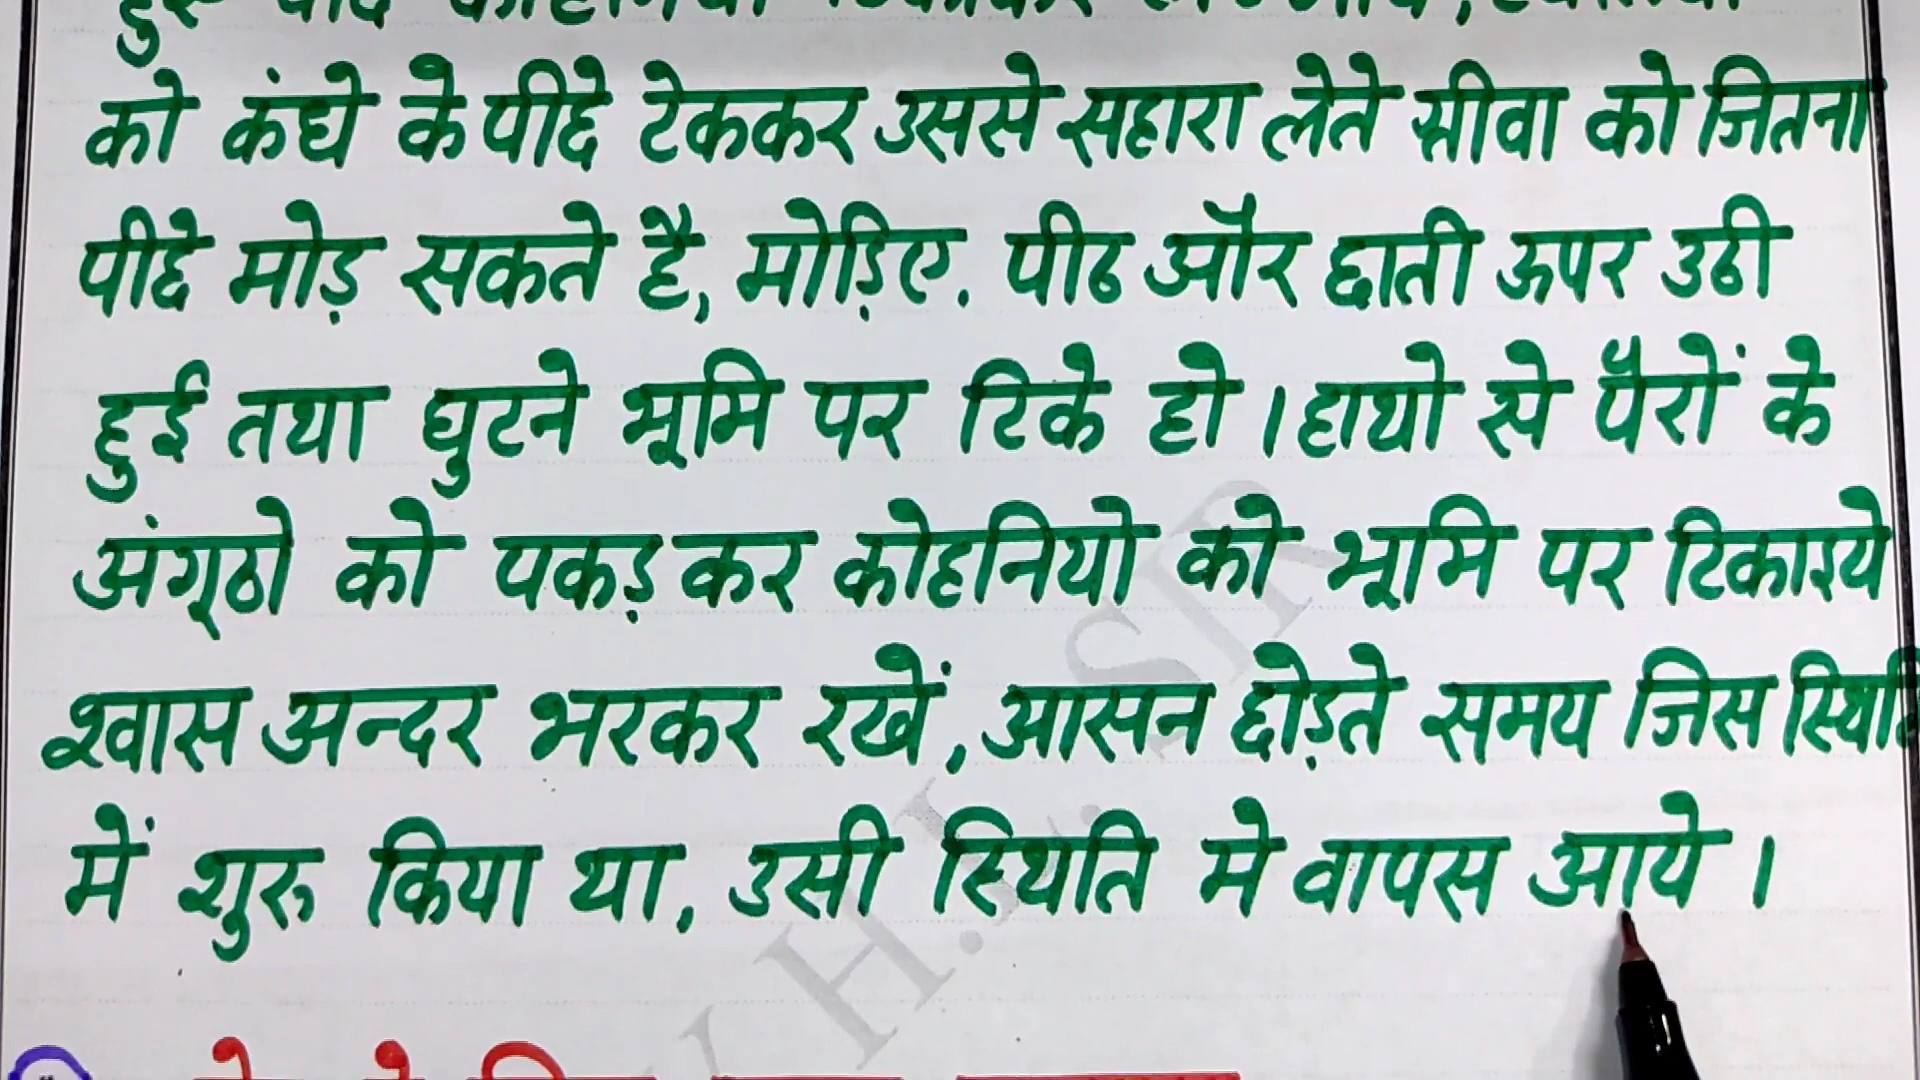 को कंधे के पीछे टेककर उससे सहारा लेते ग्रीवा को जितना
पीछे मोड़ सकते है, मोड़िए. पीठ और छाती ऊपर उठी
हुई तथा घुटने भूमि पर टिके हो । हाथो से पैरों के
अंगूठो को पकड़ कर कोहनियो को भूमि पर टिकाइये
श्वास अन्दर भरकर रखें, आसन छोड़ते समय जिस स्थिति
में शुरु किया था, उसी स्थिति मे वापस आये ।